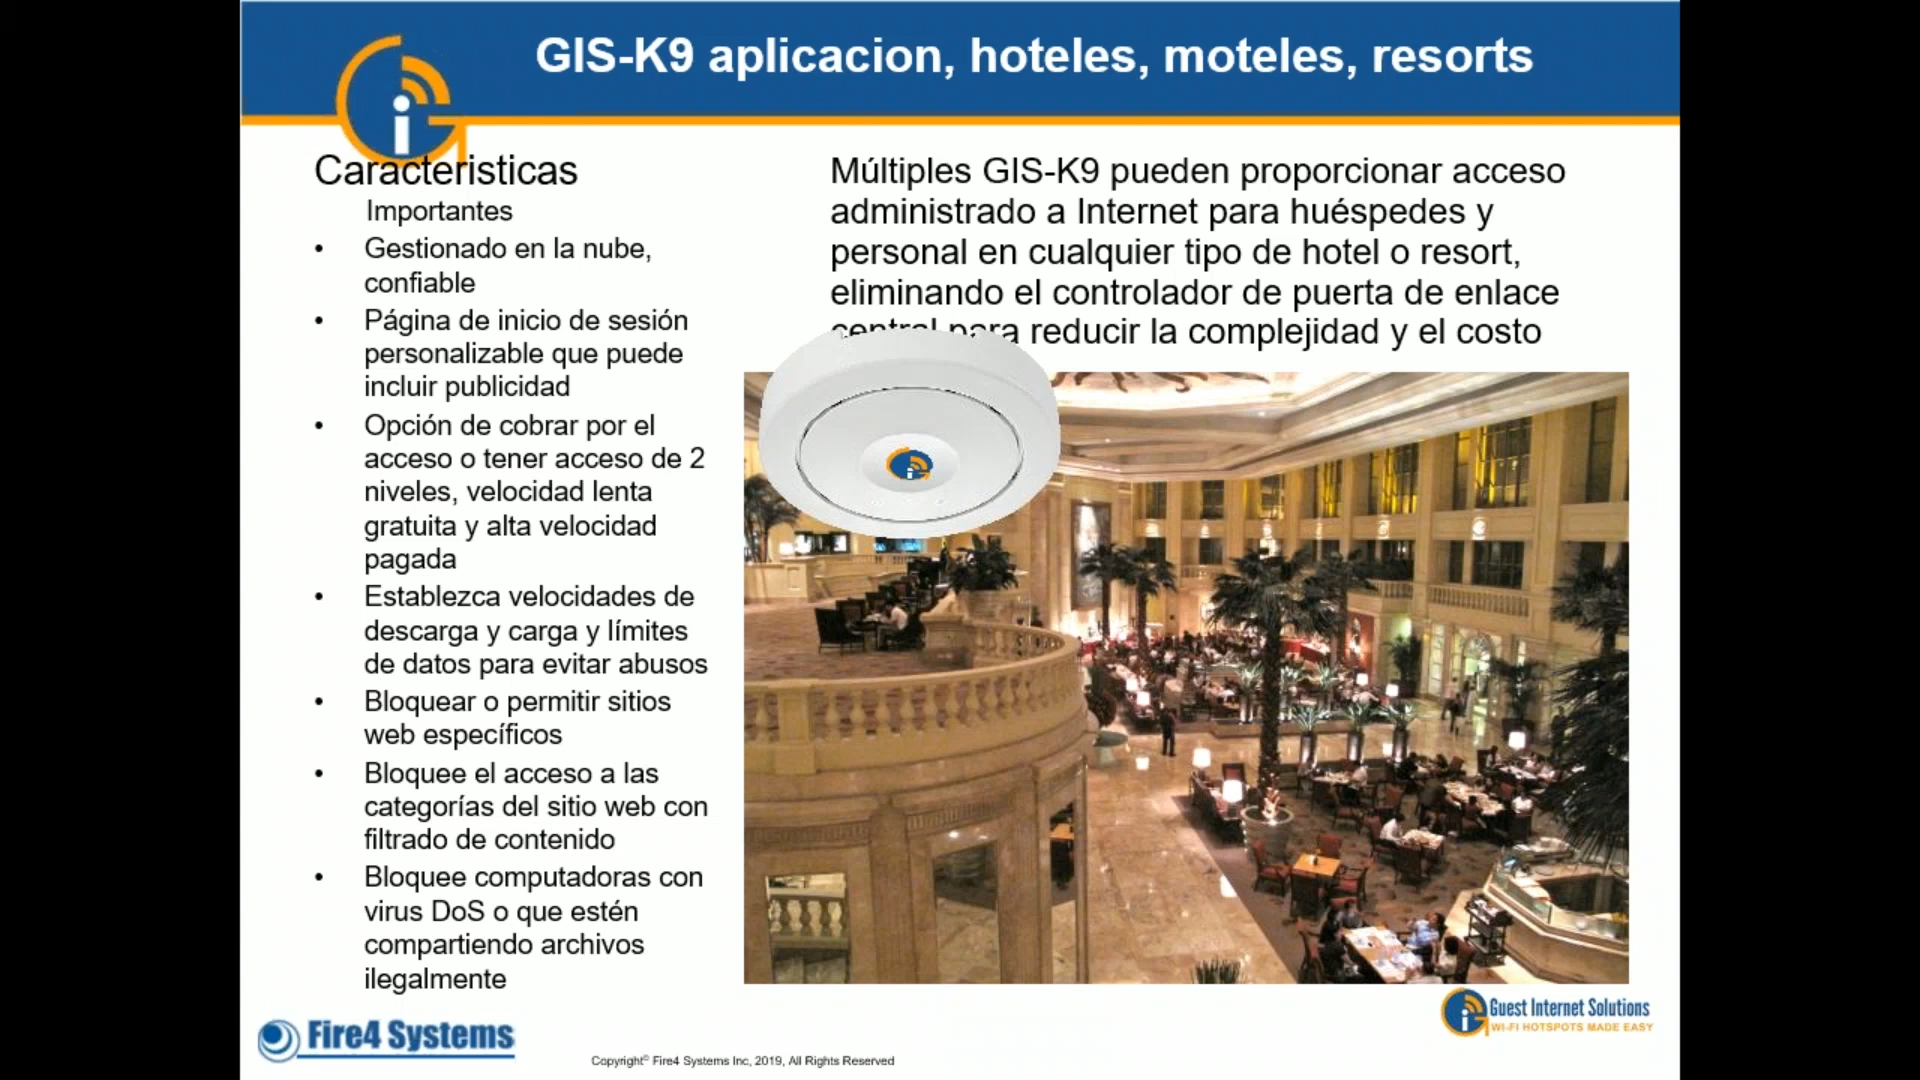 GIS-K9 aplicacion, hoteles, moteles, resorts
Caracteristicas
Importantes
• Gestionado en la nube,
confiable
• Página de inicio de sesión
personalizable que puede
incluir publicidad
• Opción de cobrar por el
acceso o tener acceso de 2
niveles, velocidad lenta
gratuita y alta velocidad
pagada
• Establezca velocidades de
descarga y carga y límites
de datos para evitar abusos
• Bloquear o permitir sitios
web específicos
• Bloquee el acceso a las
categorías del sitio web con
filtrado de contenido
• Bloquee computadoras con
virus DoS o que estén
compartiendo archivos
ilegalmente
Múltiples GIS-K9 pueden proporcionar acceso
administrado a Internet para huéspedes y
personal en cualquier tipo de hotel o resort,
eliminando el controlador de puerta de enlace
central para reducir la complejidad y el costo
Fire4 Systems
Copyright© Fire4 Systems Inc, 2019, All Rights Reserved
Guest Internet Solutions
WI-FI HOTSPOTS MADE EASY